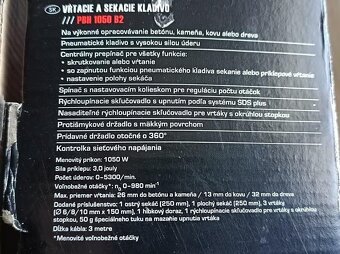 SK
VŔTACIE A SEKACIE KLADIVO
/// PBH 1050 B2
Na výkonné opracovávanie betónu, kameňa, kovu alebo dreva
Pneumatické kladivo s vysokou silou úderu
Centrálny prepínač pre všetky funkcie:
• skrutkovanie alebo vŕtanie
• so zapnutou funkciou pneumatického kladiva sekanie alebo príklepové vŕtanie
• nastavenie polohy sekáča
Spínač s nastavovacím kolieskom pre reguláciu počtu otáčok
Rýchloupínacie skľučovadlo s upnutím podľa systému SDS plus
Nasaditeľné rýchloupínacie skľučovadlo pre vrtáky s okrúhlou stopkou
Protišmykové držadlo s mäkkým povrchom
Prídavné držadlo otočné o 360°
Kontrolka sieťového napájania
Menovitý príkon: 1050 W
Sila príklepu: 3,0 jouly
Počet úderov: 0-5300/min.
Voľnobežné otáčky*: n₀ 0-980 min⁻¹
Max. priemer vŕtania: 26 mm do betónu a kameňa / 13 mm do kovu / 32 mm do dreva
Dodané príslušenstvo: 1 ostrý sekáč (250 mm), 1 plochý sekáč (250 mm), 3 vrtáky
(Ø 6/8/10 mm x 150 mm), 1 hĺbkový doraz, 1 rýchloupínacie skľučovadlo pre vrtáky s okrúhlou
stopkou, 50 g špeciálneho tuku na mazanie upnutia vrtáku
Dĺžka kábla: 3 metre
* Menovité voľnobežné otáčky